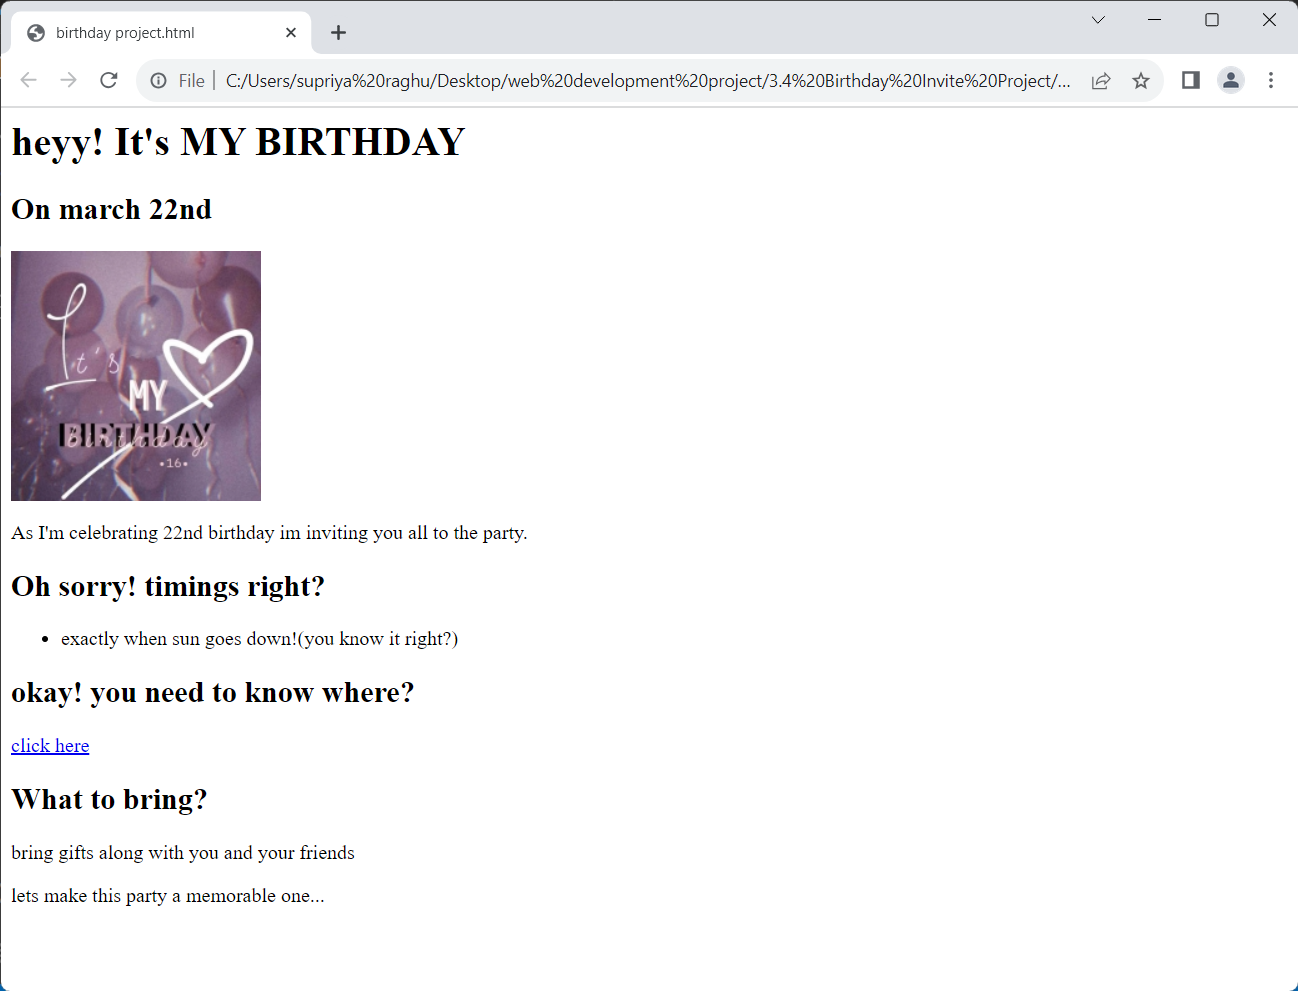 birthday project.html
File | C:/Users/supriya%20raghu/Desktop/web%20development%20project/3.4%20Birthday%20Invite%20Project/...
heyy! It's MY BIRTHDAY
On march 22nd
It's
MY
BIRTHDAY
Birthday
•16•
As I'm celebrating 22nd birthday im inviting you all to the party.
Oh sorry! timings right?
• exactly when sun goes down!(you know it right?)
okay! you need to know where?
click here
What to bring?
bring gifts along with you and your friends
lets make this party a memorable one...